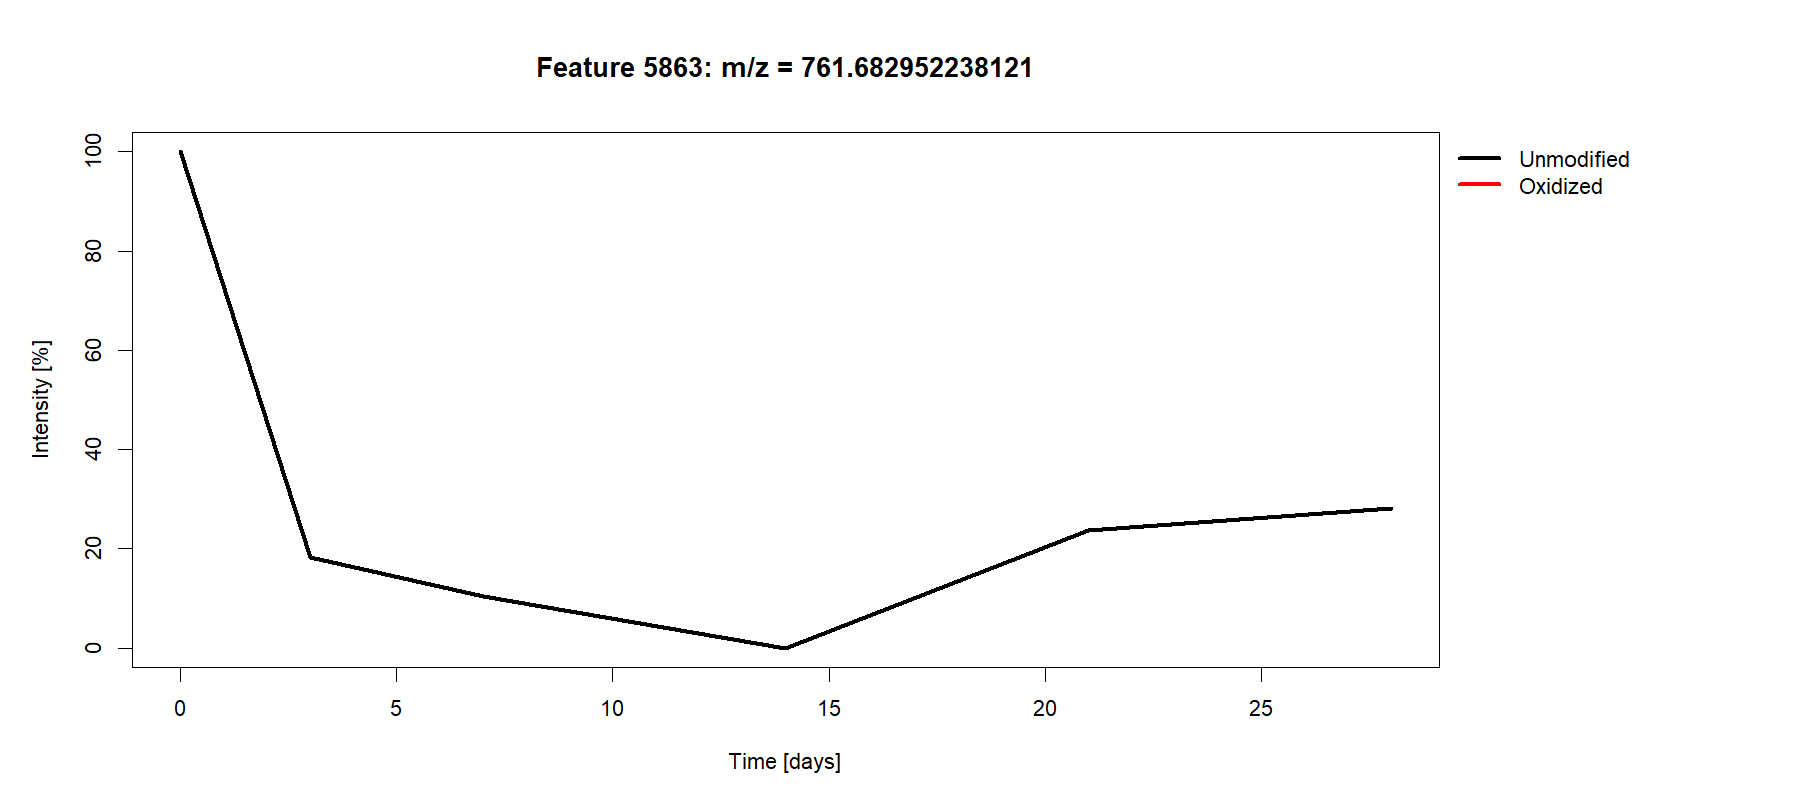 Feature 5863: m/z = 761.682952238121
Unmodified
Oxidized
Intensity [%]
100
80
60
40
20
0
0 5 10 15 20 25
Time [days]